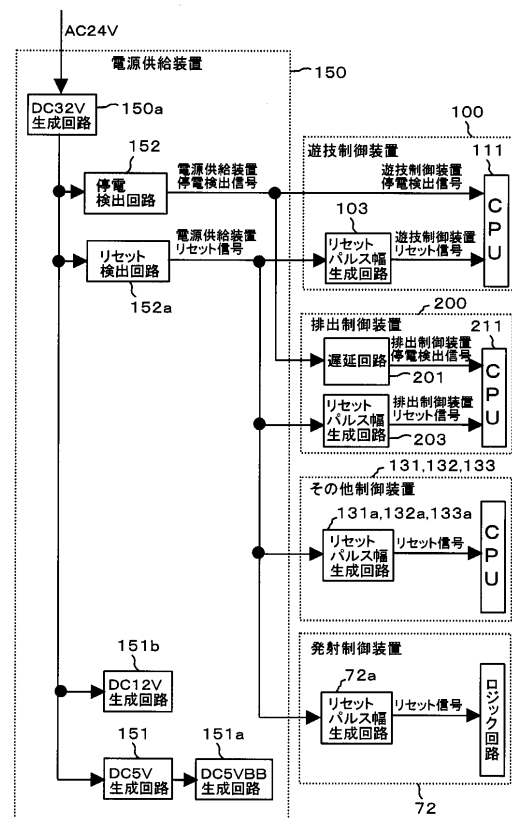 AC24V
電源供給装置
150
DC32V
生成回路
150a
152
停電
検出回路
電源供給装置
停電検出信号
リセット
検出回路
152a
電源供給装置
リセット信号
100
遊技制御装置
111
遊技制御装置
停電検出信号
103
リセット
パルス幅
生成回路
遊技制御装置
リセット信号
CPU
200
排出制御装置
211
遅延回路
201
排出制御装置
停電検出信号
リセット
パルス幅
生成回路
203
排出制御装置
リセット信号
CPU
131,132,133
その他制御装置
131a,132a,133a
リセット
パルス幅
生成回路
リセット信号
CPU
発射制御装置
72a
リセット
パルス幅
生成回路
リセット信号
ロジック回路
72
151b
DC12V
生成回路
151
DC5V
生成回路
151a
DC5VBB
生成回路